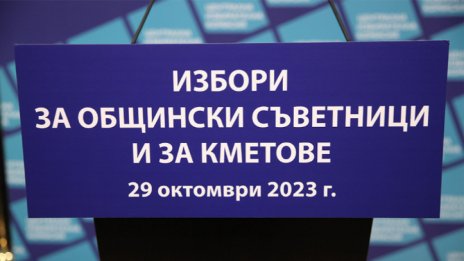 ИЗБОРИ
ЗА ОБЩИНСКИ СЪВЕТНИЦИ
И ЗА КМЕТОВЕ
29 октомври 2023 г.